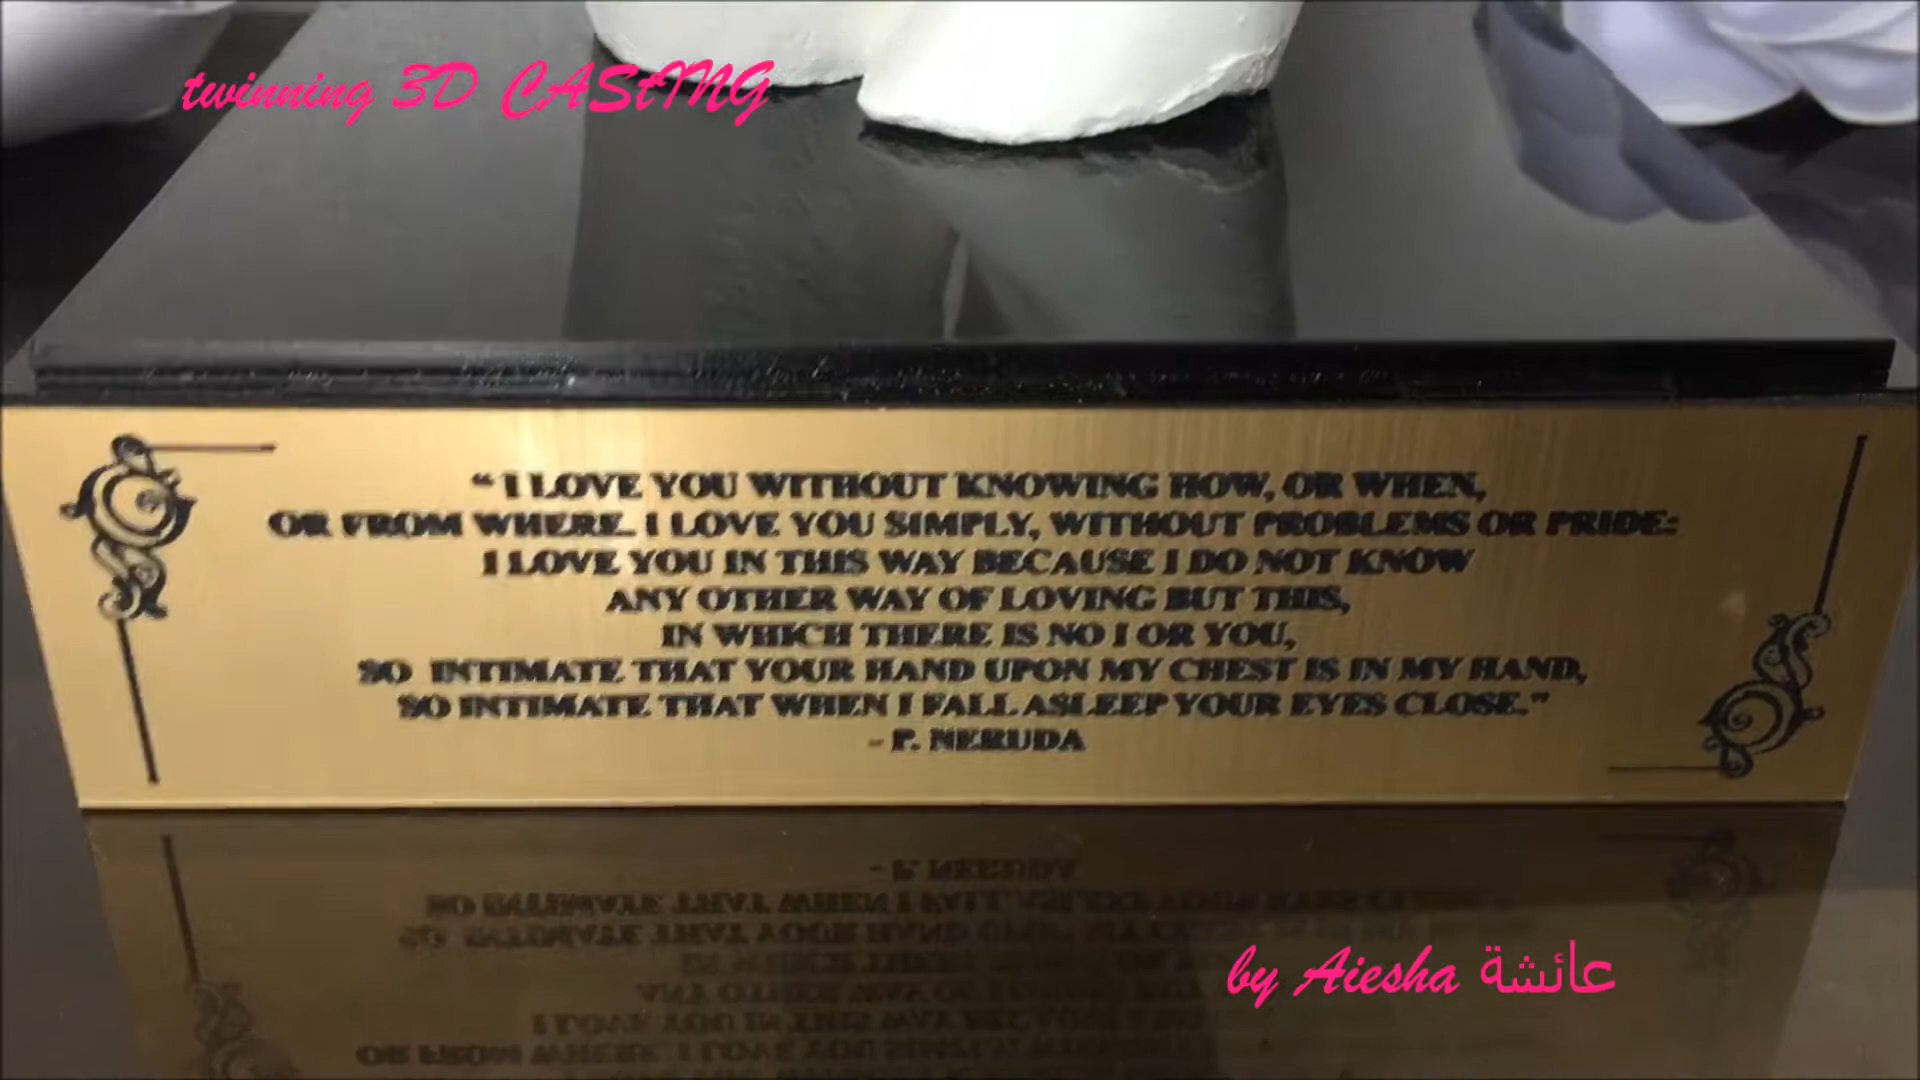 twinning 3D CAStING
“ I LOVE YOU WITHOUT KNOWING HOW, OR WHEN,
OR FROM WHERE. I LOVE YOU SIMPLY, WITHOUT PROBLEMS OR PRIDE:
I LOVE YOU IN THIS WAY BECAUSE I DO NOT KNOW
ANY OTHER WAY OF LOVING BUT THIS,
IN WHICH THERE IS NO I OR YOU,
SO INTIMATE THAT YOUR HAND UPON MY CHEST IS IN MY HAND,
SO INTIMATE THAT WHEN I FALL ASLEEP YOUR EYES CLOSE.”
- P. NERUDA
by Aiesha عائشة